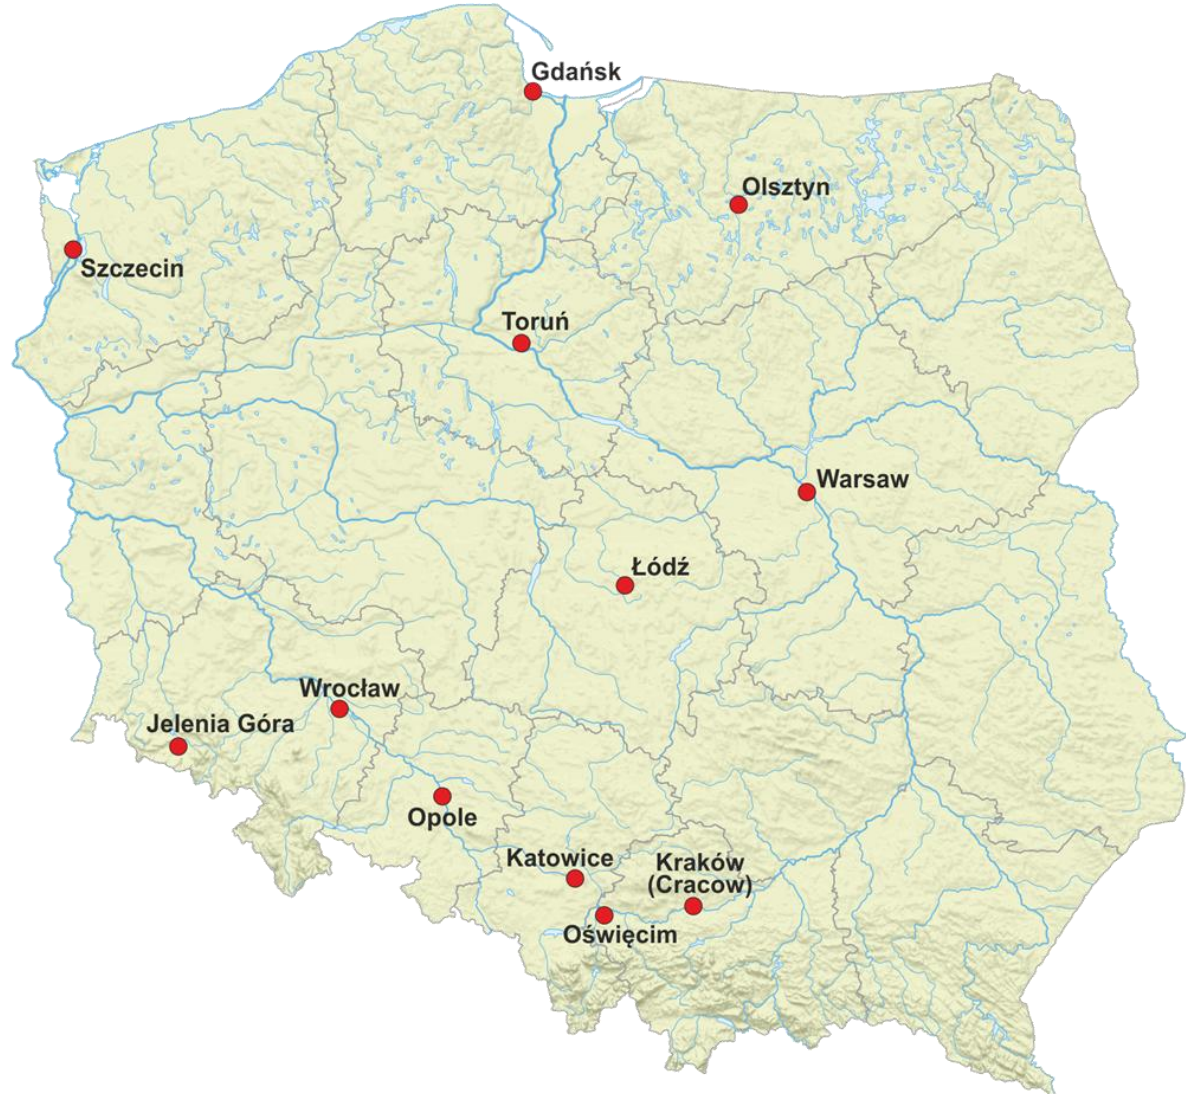 Gdańsk
Olsztyn
Szczecin
Toruń
Warsaw
Łódź
Wrocław
Jelenia Góra
Opole
Katowice
Kraków
(Cracow)
Oświęcim